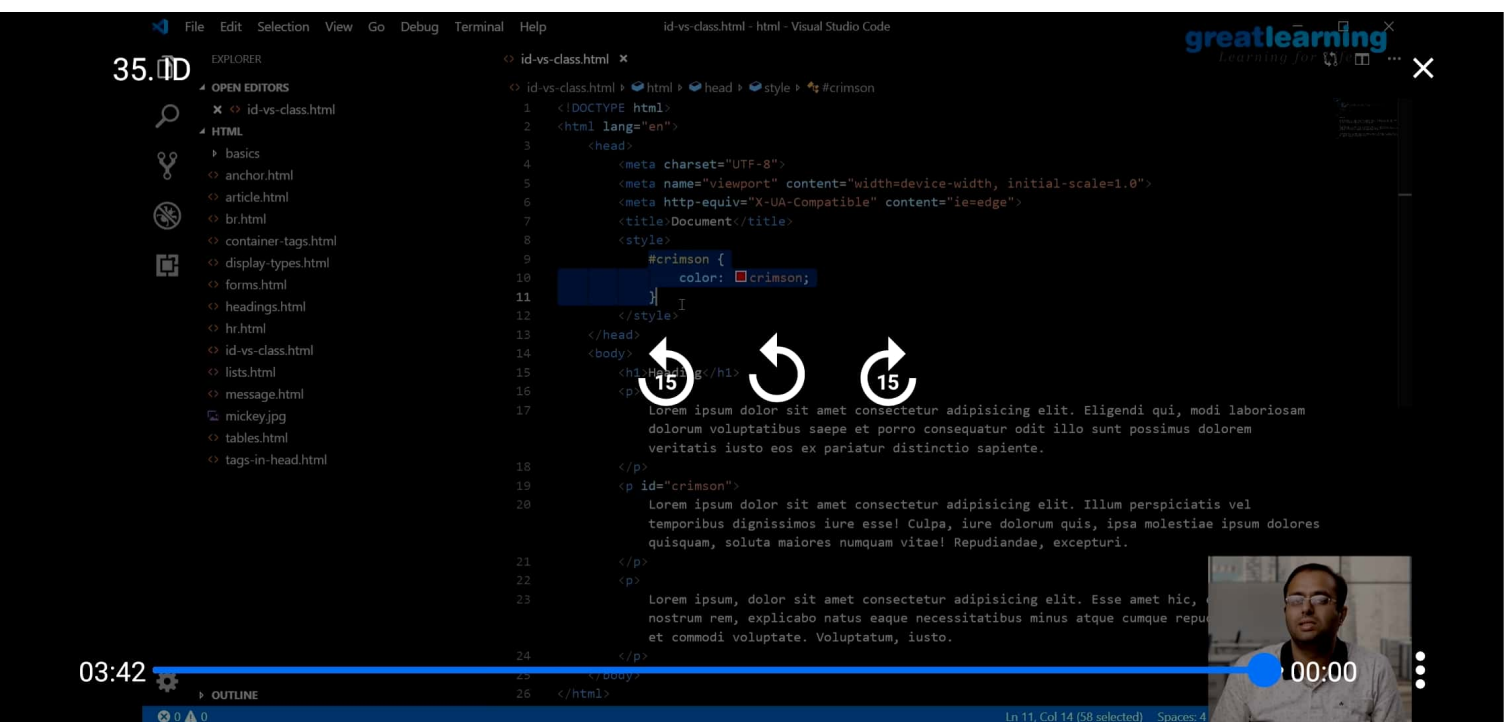 File Edit Selection View Go Debug Terminal Help
id-vs-class.html - html - Visual Studio Code
greatlearning
Learning for
35. ID
EXPLORER
OPEN EDITORS
id-vs-class.html
HTML
basics
anchor.html
article.html
br.html
container-tags.html
display-types.html
forms.html
headings.html
hr.html
id-vs-class.html
lists.html
message.html
mickey.jpg
tables.html
tags-in-head.html
OUTLINE
id-vs-class.html
id-vs-class.html html head style #crimson
1 <!DOCTYPE html>
2 <html lang="en">
3 <head>
4 <meta charset="UTF-8">
5 <meta name="viewport" content="width=device-width, initial-scale=1.0">
6 <meta http-equiv="X-UA-Compatible" content="ie=edge">
7 <title>Document</title>
8 <style>
9 #crimson {
10 color: crimson;
11 }
12 </style>
13 </head>
14 <body>
15 <h1>Heading</h1>
16 <p>
17 Lorem ipsum dolor sit amet consectetur adipisicing elit. Eligendi qui, modi laboriosam
dolorum voluptatibus saepe et porro consequatur odit illo sunt possimus dolorem
veritatis iusto eos ex pariatur distinctio sapiente.
18 </p>
19 <p id="crimson">
20 Lorem ipsum dolor sit amet consectetur adipisicing elit. Illum perspiciatis vel
temporibus dignissimos iure esse! Culpa, iure dolorum quis, ipsa molestiae ipsum dolores
quisquam, soluta maiores numquam vitae! Repudiandae, excepturi.
21 </p>
22 <p>
23 Lorem ipsum, dolor sit amet consectetur adipisicing elit. Esse amet hic,
nostrum rem, explicabo natus eaque necessitatibus minus atque cumque
et commodi voluptate. Voluptatum, iusto.
24 </p>
25 </body>
26 </html>
15
15
03:42
00:00
0 0
Ln 11, Col 14 (58 selected) Spaces: 4